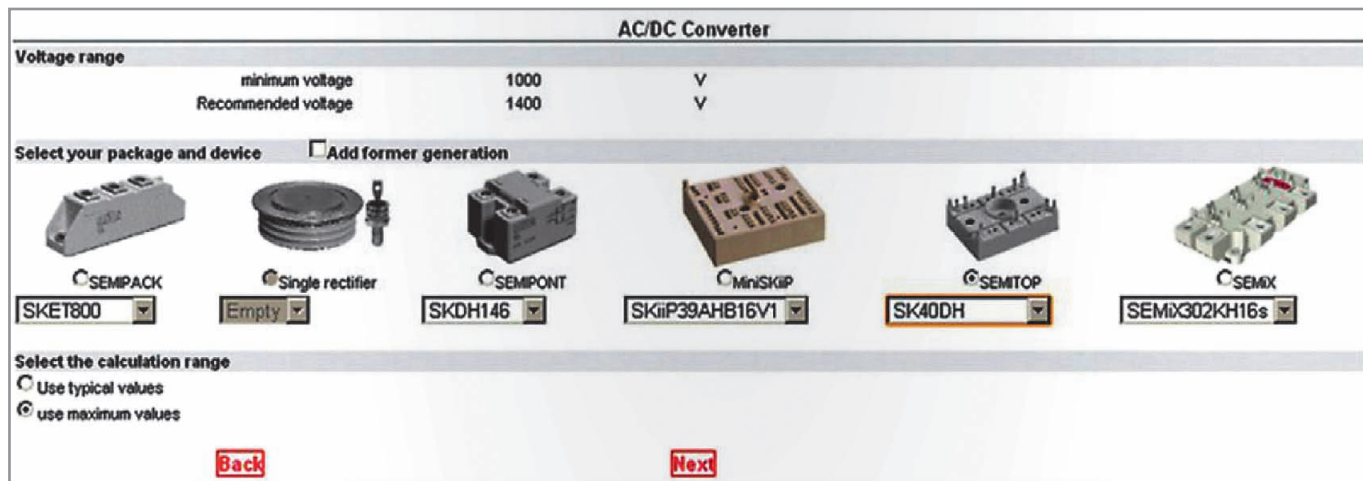 AC/DC Converter
Voltage range
minimum voltage 1000 V
Recommended voltage 1400 V
Select your package and device Add former generation
SEMIPACK Single rectifier SEMIPONT MiniSKiiP SEMITOP SEMiX
SKET800 Empty SKDH146 SKiiP39AHB16V1 SK40DH SEMiX302KH16s
Select the calculation range
Use typical values
use maximum values
Back Next